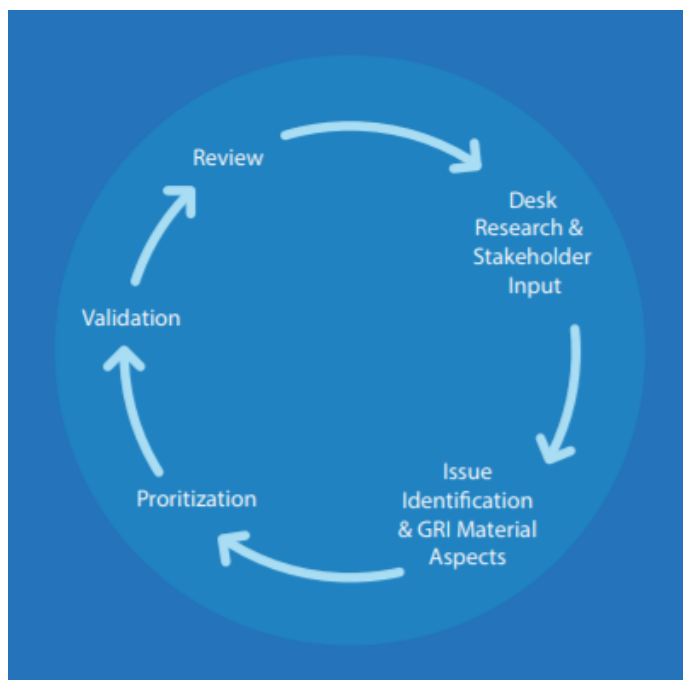 Review
Desk
Research &
Stakeholder
Input
Validation
Issue
Identification
& GRI Material
Aspects
Proritization